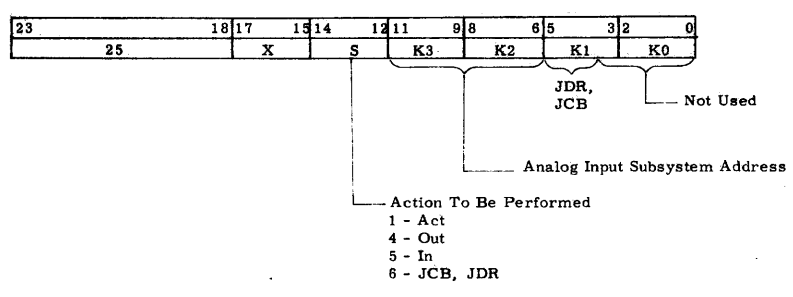 23 18 17 15 14 12 11 9 8 6 5 3 2 0
25 X S K3 K2 K1 K0
JDR,
JCB
Not Used
Analog Input Subsystem Address
Action To Be Performed
1 - Act
4 - Out
5 - In
6 - JCB, JDR